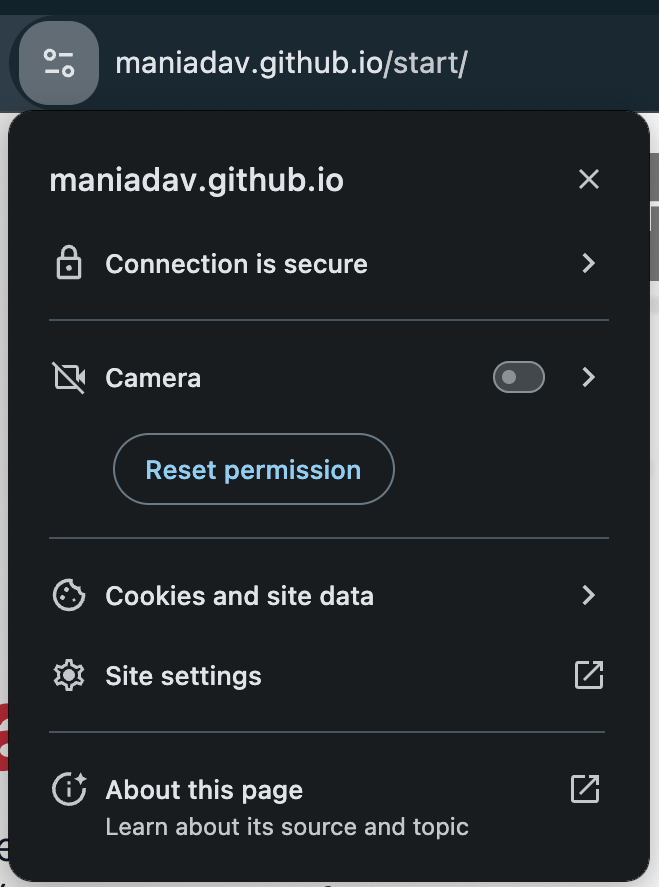 maniadav.github.io/start/
maniadav.github.io
Connection is secure
Camera
Reset permission
Cookies and site data
Site settings
About this page
Learn about its source and topic